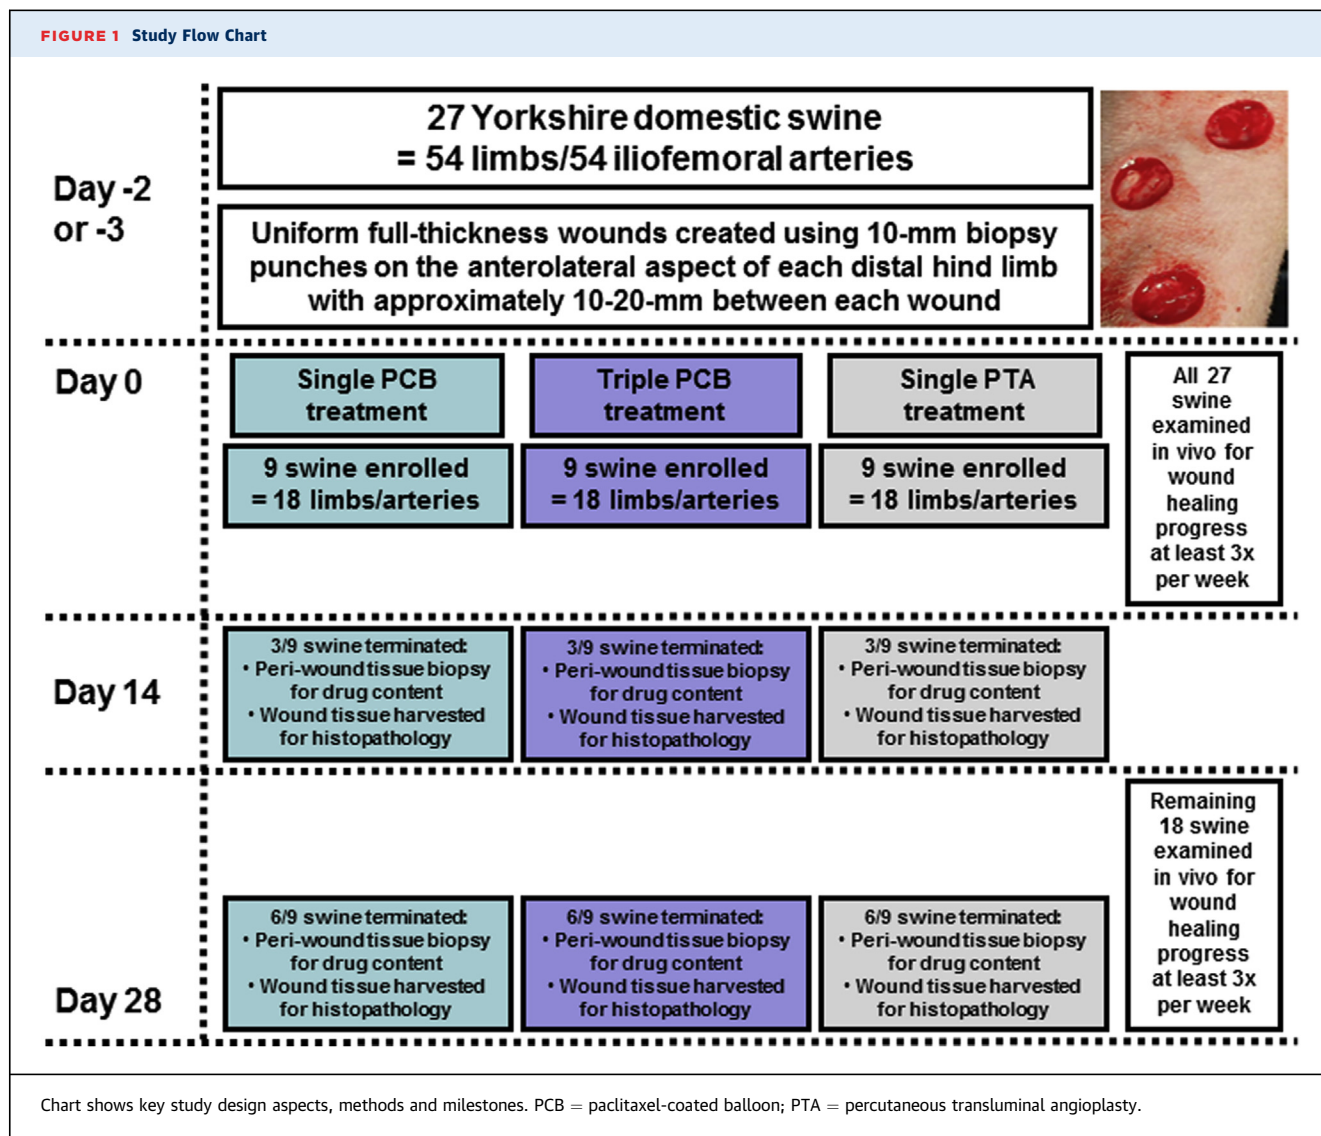 FIGURE 1 Study Flow Chart
Day -2
or -3
27 Yorkshire domestic swine
= 54 limbs/54 iliofemoral arteries
Uniform full-thickness wounds created using 10-mm biopsy
punches on the anterolateral aspect of each distal hind limb
with approximately 10-20-mm between each wound
Day 0
Single PCB
treatment
Triple PCB
treatment
Single PTA
treatment
9 swine enrolled
= 18 limbs/arteries
9 swine enrolled
= 18 limbs/arteries
9 swine enrolled
= 18 limbs/arteries
All 27
swine
examined
in vivo for
wound
healing
progress
at least 3x
per week
Day 14
3/9 swine terminated:
• Peri-wound tissue biopsy
for drug content
• Wound tissue harvested
for histopathology
3/9 swine terminated:
• Peri-wound tissue biopsy
for drug content
• Wound tissue harvested
for histopathology
3/9 swine terminated:
• Peri-wound tissue biopsy
for drug content
• Wound tissue harvested
for histopathology
Day 28
6/9 swine terminated:
• Peri-wound tissue biopsy
for drug content
• Wound tissue harvested
for histopathology
6/9 swine terminated:
• Peri-wound tissue biopsy
for drug content
• Wound tissue harvested
for histopathology
6/9 swine terminated:
• Peri-wound tissue biopsy
for drug content
• Wound tissue harvested
for histopathology
Remaining
18 swine
examined
in vivo for
wound
healing
progress
at least 3x
per week
Chart shows key study design aspects, methods and milestones. PCB = paclitaxel-coated balloon; PTA = percutaneous transluminal angioplasty.